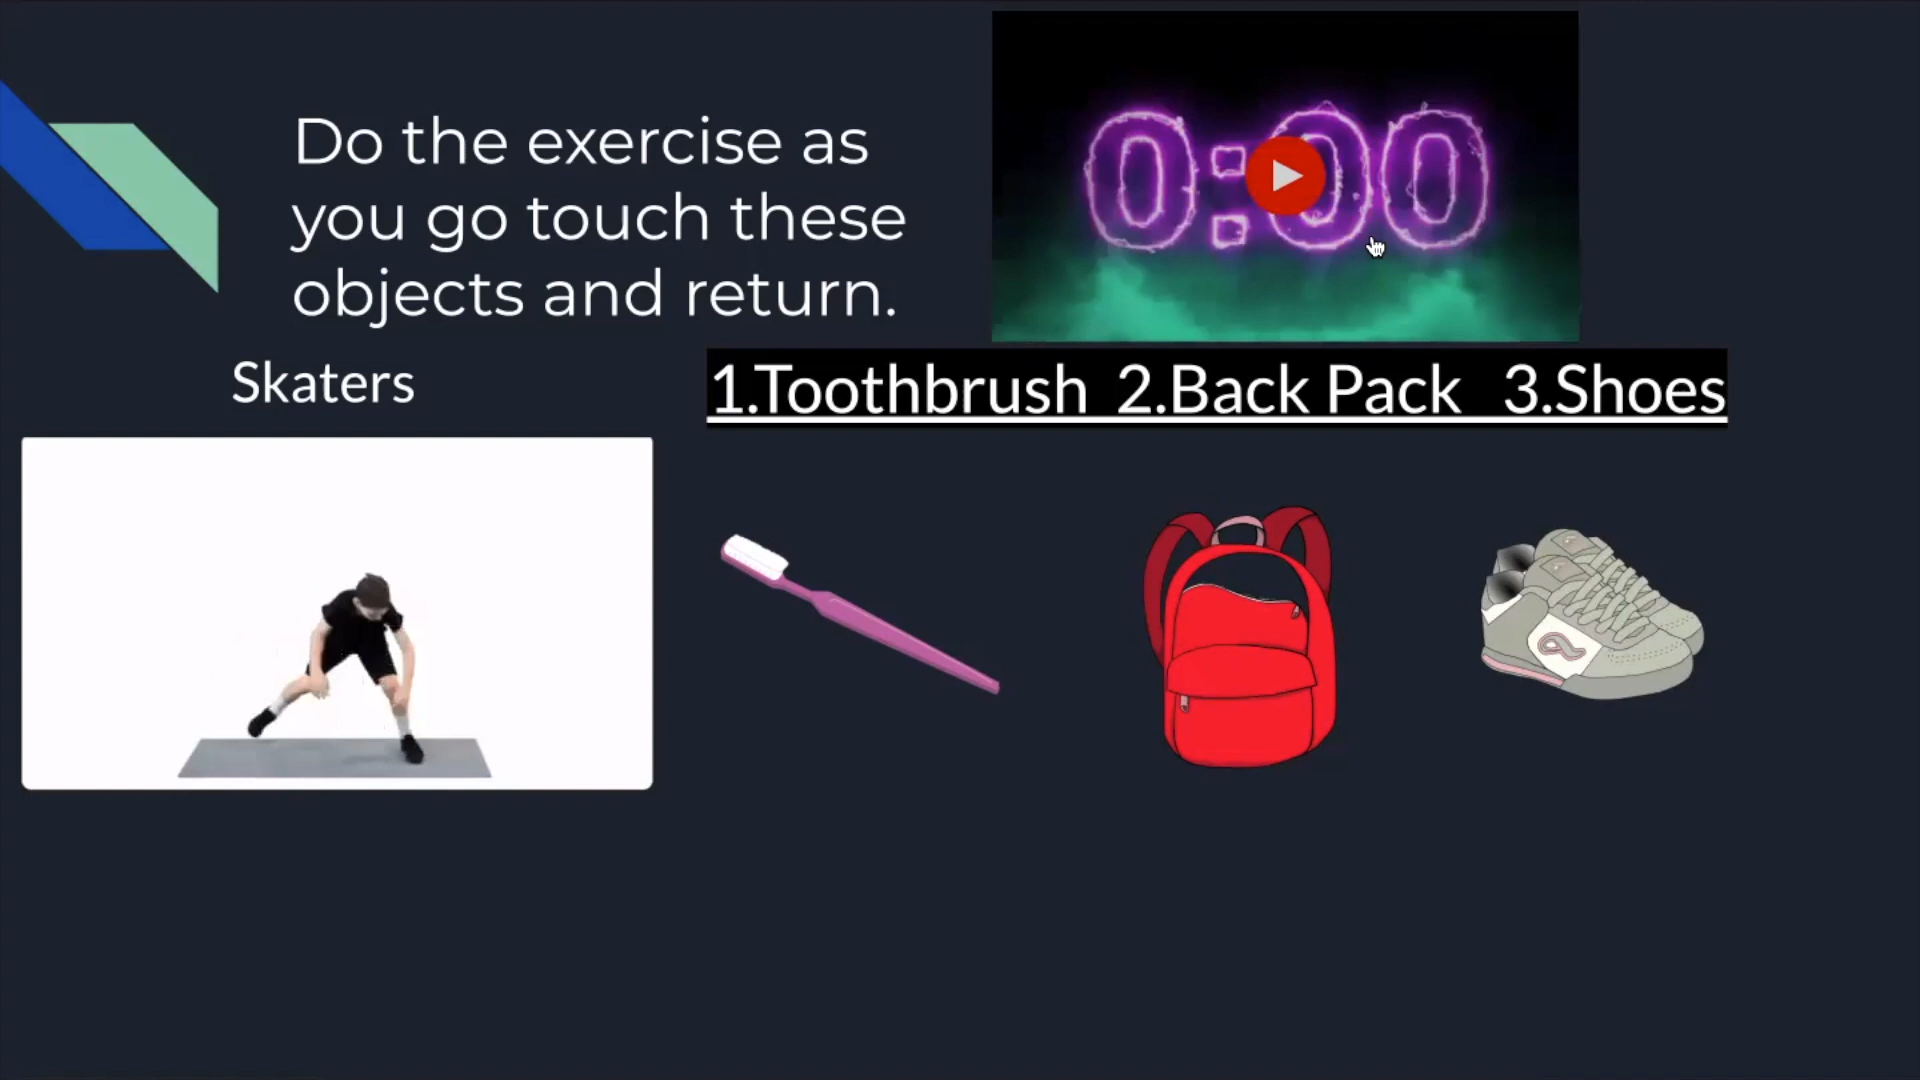 Do the exercise as
you go touch these
objects and return.
0:00
Skaters
1.Toothbrush 2.Back Pack 3.Shoes